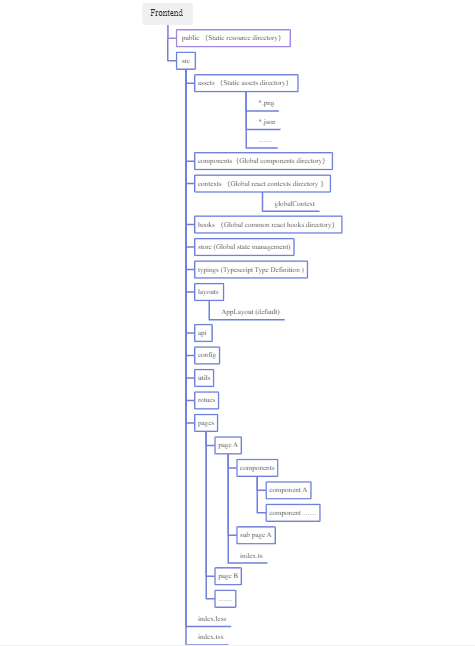 Frontend
public （Static resource directory）
src
assets （Static assets directory）
*.png
*.json
……
components（Global components directory）
contexts （Global react contexts directory ）
globalContext
hooks （Global common react hooks directory）
store (Global state management)
typings (Typescript Type Definition )
layouts
AppLayout (default)
api
config
utils
rotues
pages
page A
components
component A
component ……
sub page A
index.ts
page B
……
index.less
index.tsx